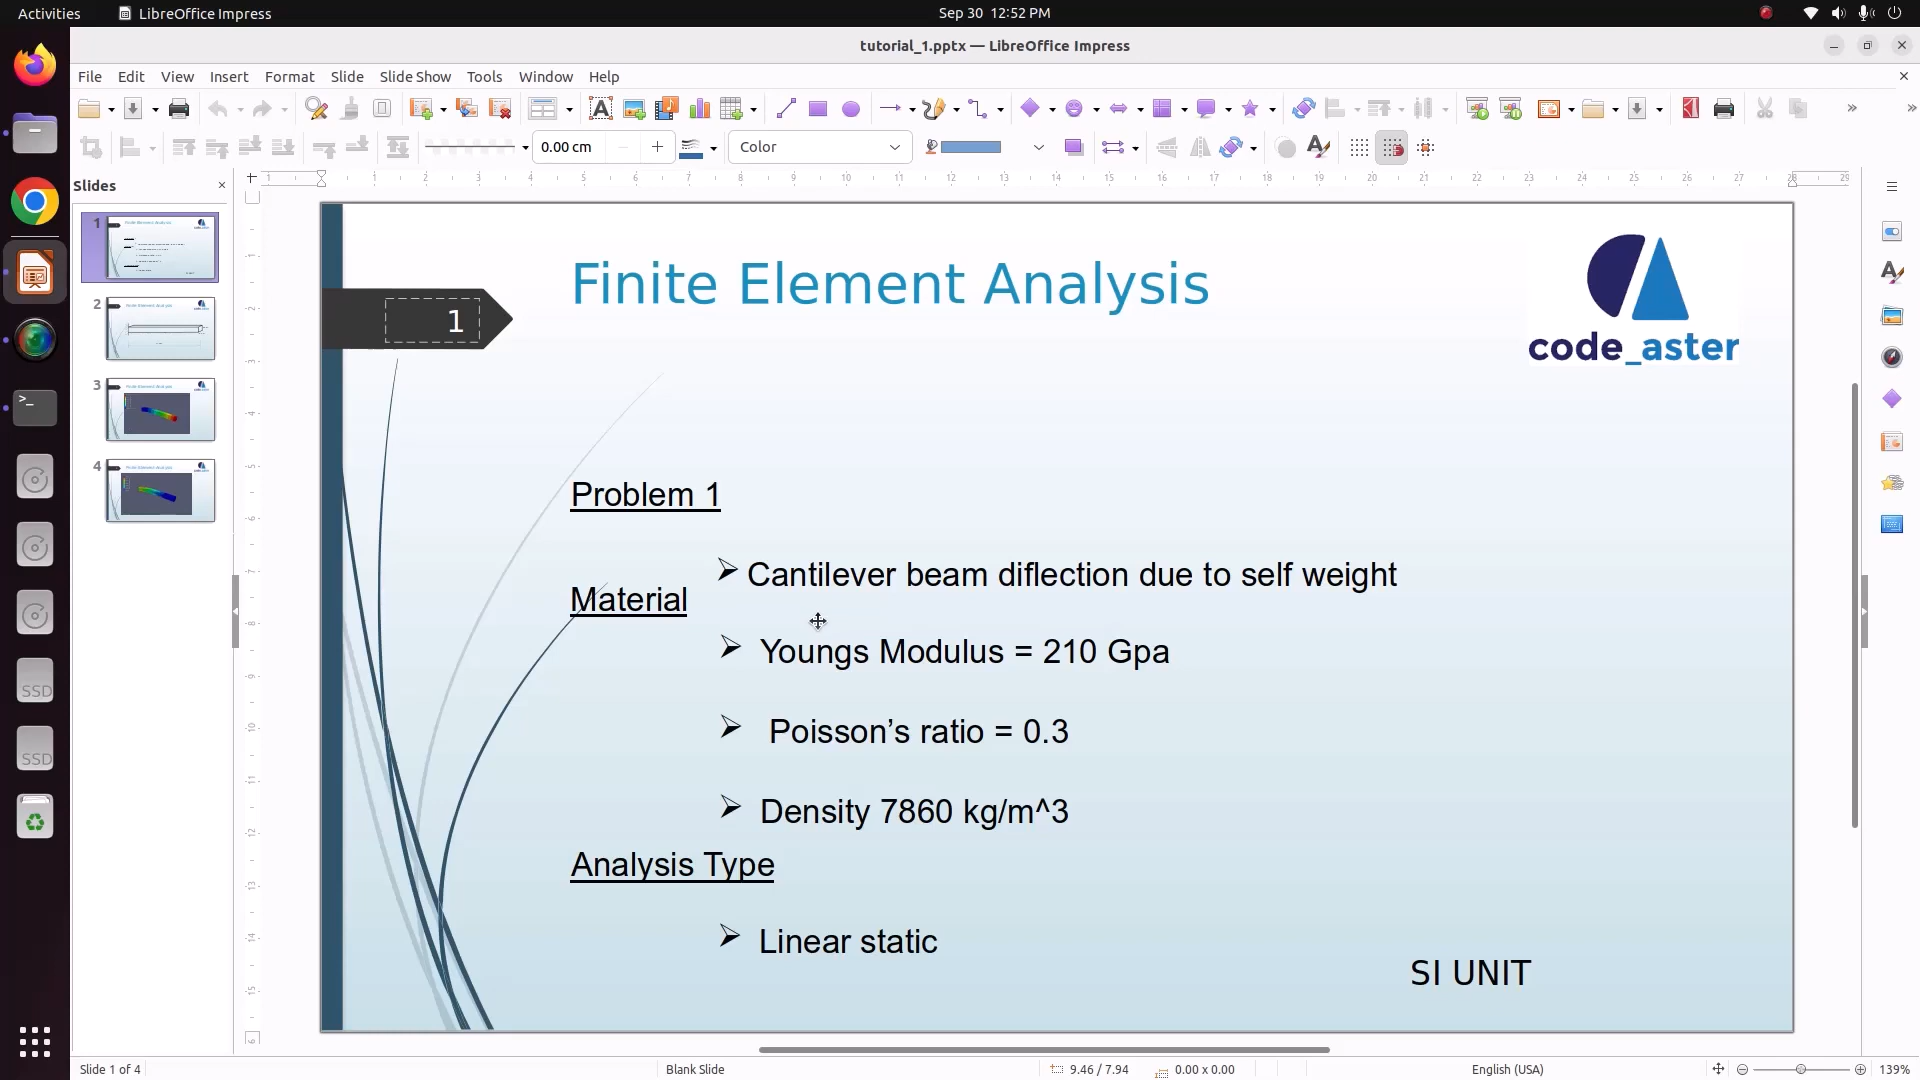 Activities
LibreOffice Impress
Sep 30 12:52 PM
tutorial_1.pptx — LibreOffice Impress
File Edit View Insert Format Slide Slide Show Tools Window Help
0.00 cm
Color
Slides
1
2
3
4
Finite Element Analysis
1
code_aster
Problem 1
Cantilever beam diflection due to self weight
Material
Youngs Modulus = 210 Gpa
Poisson’s ratio = 0.3
Density 7860 kg/m^3
Analysis Type
Linear static
SI UNIT
SSD
SSD
Slide 1 of 4
Blank Slide
9.46 / 7.94
0.00 x 0.00
English (USA)
139%